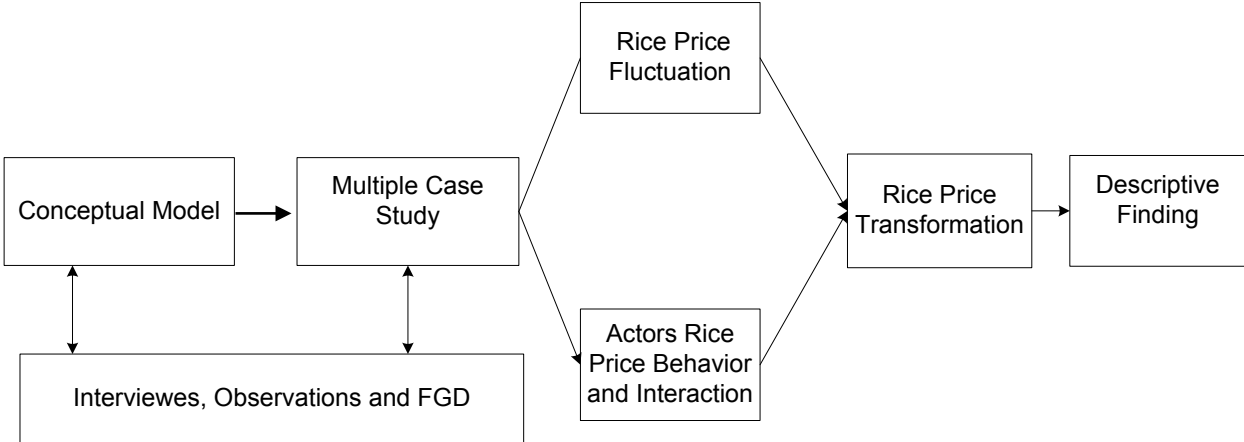 Rice Price
Fluctuation
Conceptual Model
Multiple Case
Study
Rice Price
Transformation
Descriptive
Finding
Actors Rice
Price Behavior
and Interaction
Interviewes, Observations and FGD